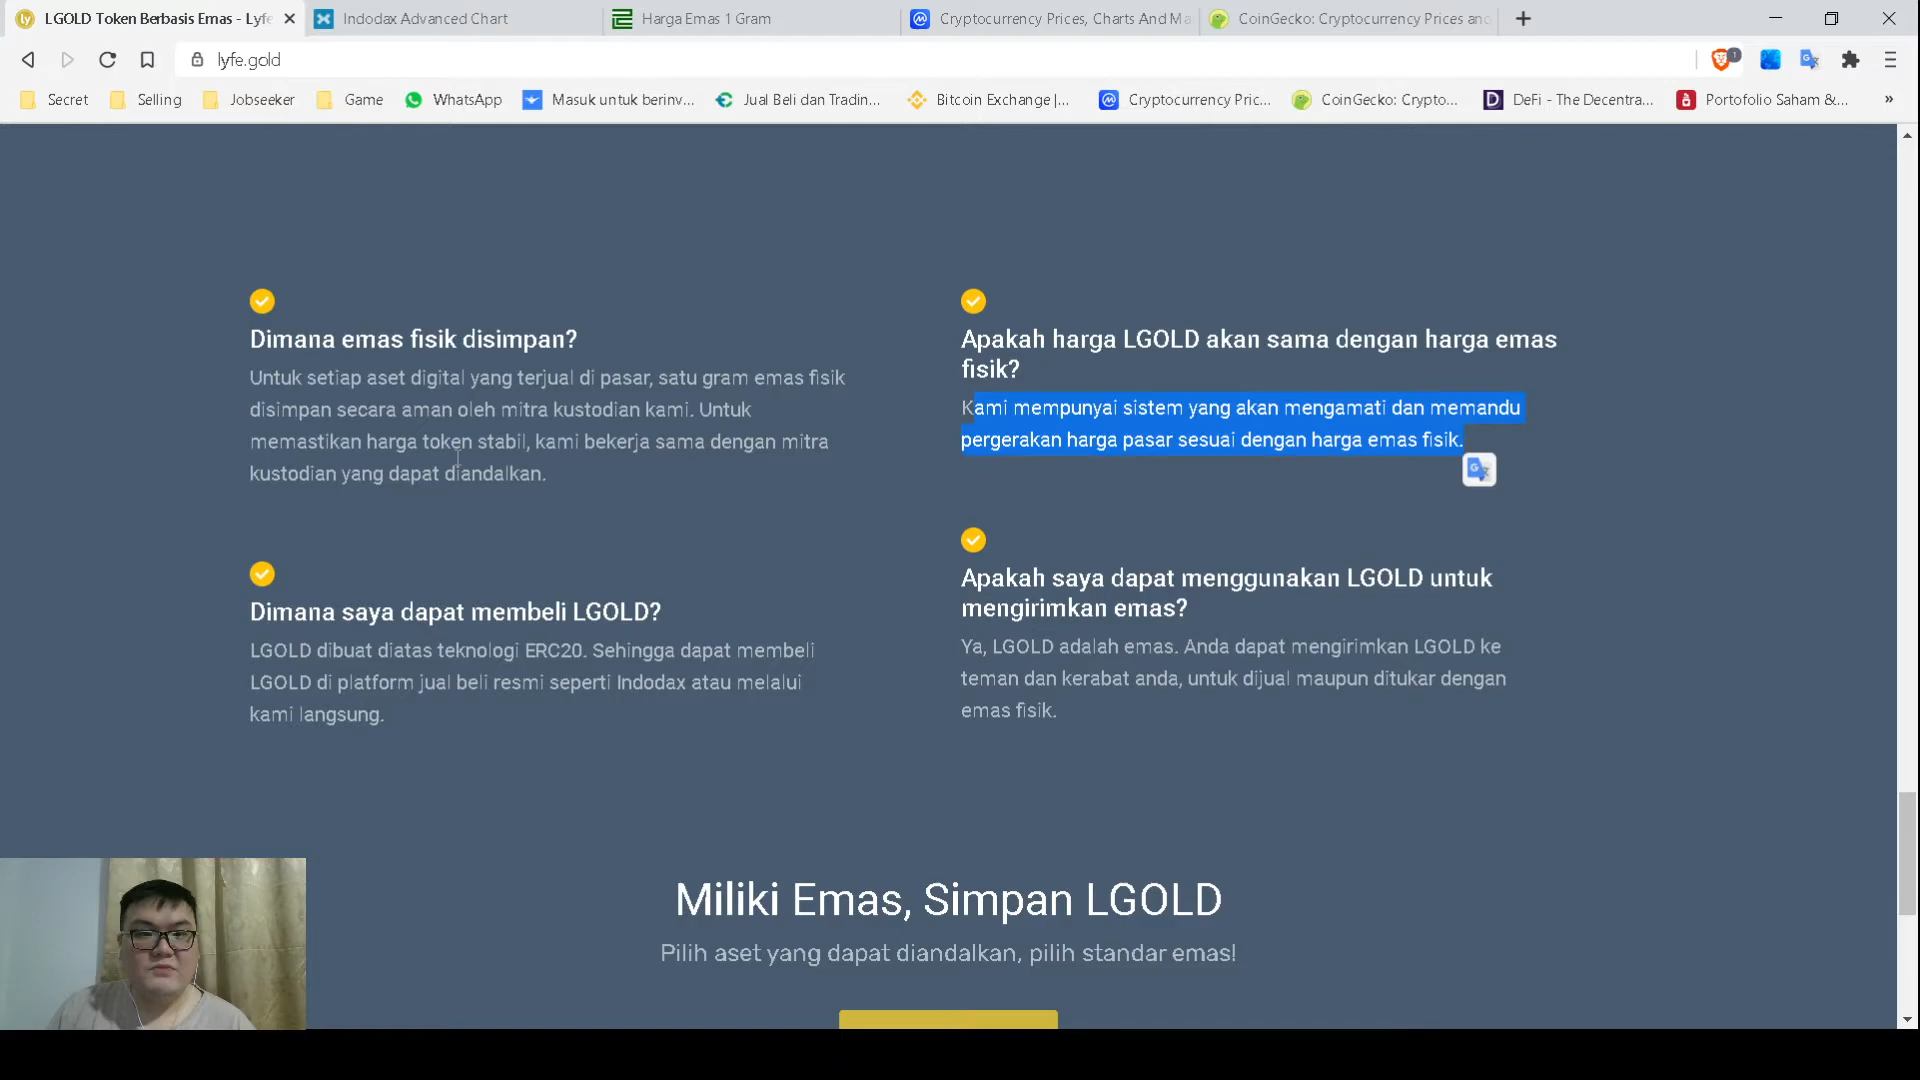 LGOLD Token Berbasis Emas - Lyfe
Indodax Advanced Chart
Harga Emas 1 Gram
Cryptocurrency Prices, Charts And Ma
CoinGecko: Cryptocurrency Prices and
lyfe.gold
1
Secret
Selling
Jobseeker
Game
WhatsApp
Masuk untuk berinv...
Jual Beli dan Tradin...
Bitcoin Exchange |...
Cryptocurrency Pric...
CoinGecko: Crypto...
DeFi - The Decentra...
Portofolio Saham &...
»
Dimana emas fisik disimpan?
Untuk setiap aset digital yang terjual di pasar, satu gram emas fisik
disimpan secara aman oleh mitra kustodian kami. Untuk
memastikan harga token stabil, kami bekerja sama dengan mitra
kustodian yang dapat diandalkan.
Apakah harga LGOLD akan sama dengan harga emas
fisik?
Kami mempunyai sistem yang akan mengamati dan memandu
pergerakan harga pasar sesuai dengan harga emas fisik.
Dimana saya dapat membeli LGOLD?
LGOLD dibuat diatas teknologi ERC20. Sehingga dapat membeli
LGOLD di platform jual beli resmi seperti Indodax atau melalui
kami langsung.
Apakah saya dapat menggunakan LGOLD untuk
mengirimkan emas?
Ya, LGOLD adalah emas. Anda dapat mengirimkan LGOLD ke
teman dan kerabat anda, untuk dijual maupun ditukar dengan
emas fisik.
Miliki Emas, Simpan LGOLD
Pilih aset yang dapat diandalkan, pilih standar emas!